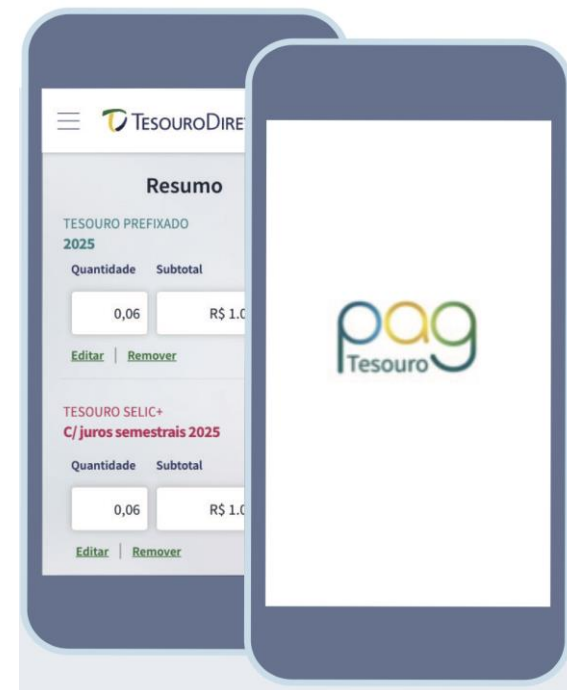 TESOURODIRE
Resumo
TESOURO PREFIXADO
2025
Quantidade Subtotal
0,06 R$ 1.0
Editar | Remover
TESOURO SELIC+
C/ juros semestrais 2025
Quantidade Subtotal
0,06 R$ 1.0
Editar | Remover
pag
Tesouro